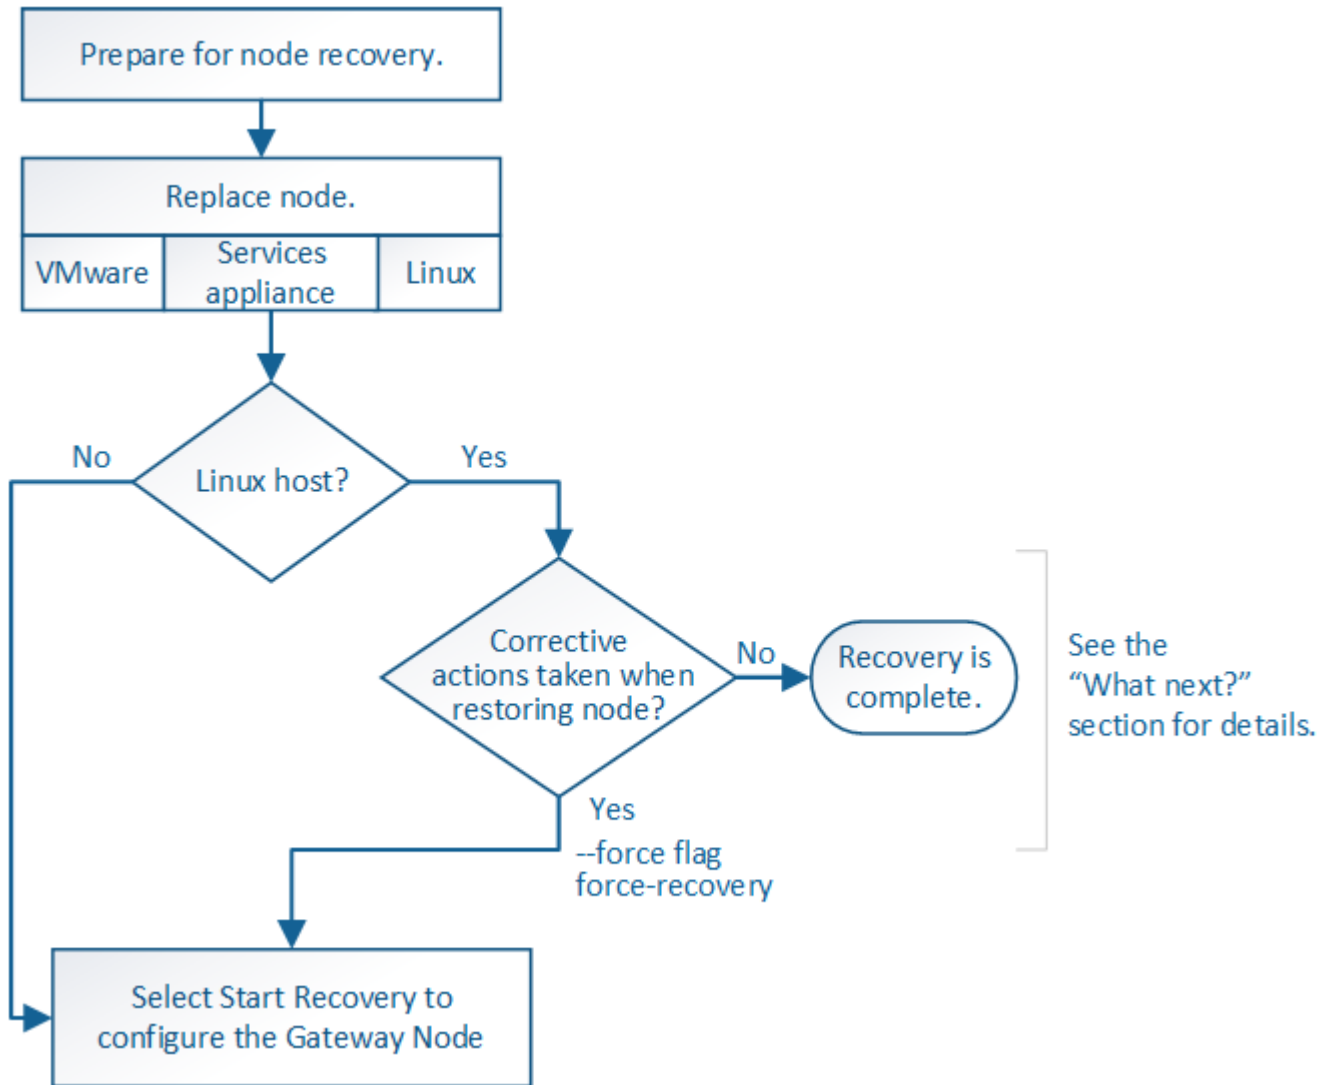 Prepare for node recovery.
Replace node.
VMware
Services
appliance
Linux
Linux host?
No
Yes
Corrective
actions taken when
restoring node?
No
Recovery is
complete.
See the
“What next?”
section for details.
Yes
--force flag
force-recovery
Select Start Recovery to
configure the Gateway Node